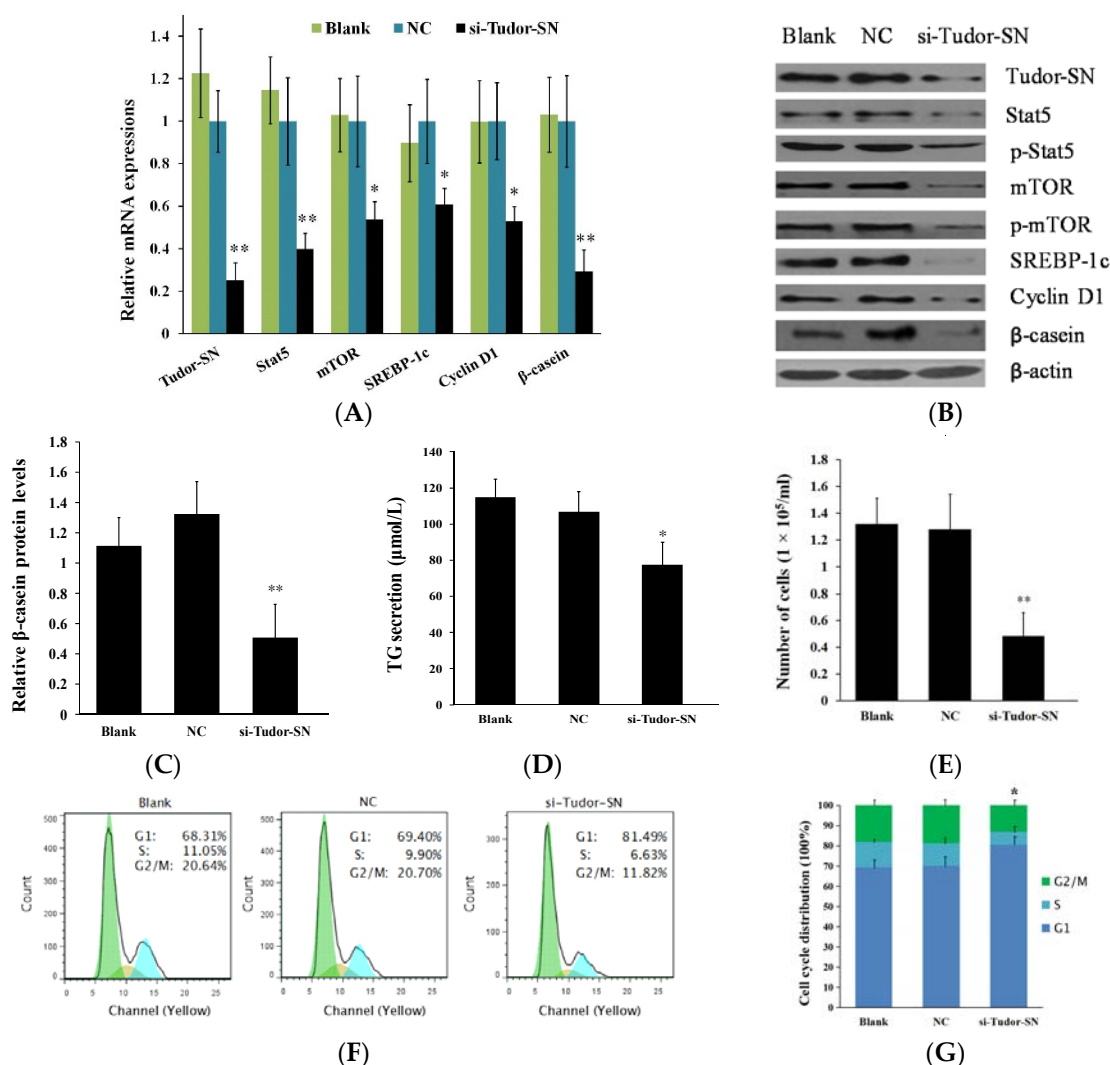 Blank NC si-Tudor-SN
1.4
1.2
1
0.8
0.6
0.4
0.2
0
Relative mRNA expressions
** ** * * * **
Tudor-SN Stat5 mTOR SREBP-1c Cyclin D1 β-casein
(A)
Blank NC si-Tudor-SN
Tudor-SN
Stat5
p-Stat5
mTOR
p-mTOR
SREBP-1c
Cyclin D1
β-casein
β-actin
(B)
1.8
1.6
1.4
1.2
1
0.8
0.6
0.4
0.2
0
Relative β-casein protein levels
**
Blank NC si-Tudor-SN
(C)
140
120
100
80
60
40
20
0
TG secretion (μmol/L)
*
Blank NC si-Tudor-SN
(D)
1.8
1.6
1.4
1.2
1
0.8
0.6
0.4
0.2
0
Number of cells (1 × 10⁵/ml)
**
Blank NC si-Tudor-SN
(E)
Blank
500
400
300
200
100
0
Count
G1: 68.31%
S: 11.05%
G2/M: 20.64%
0 5 10 15 20 25
Channel (Yellow)
NC
500
400
300
200
100
0
Count
G1: 69.40%
S: 9.90%
G2/M: 20.70%
0 5 10 15 20 25
Channel (Yellow)
si-Tudor-SN
300
200
100
0
Count
G1: 81.49%
S: 6.63%
G2/M: 11.82%
0 5 10 15 20 25
Channel (Yellow)
(F)
100
90
80
70
60
50
40
30
20
10
0
Cell cycle distribution (100%)
*
G2/M
S
G1
Blank NC si-Tudor-SN
(G)